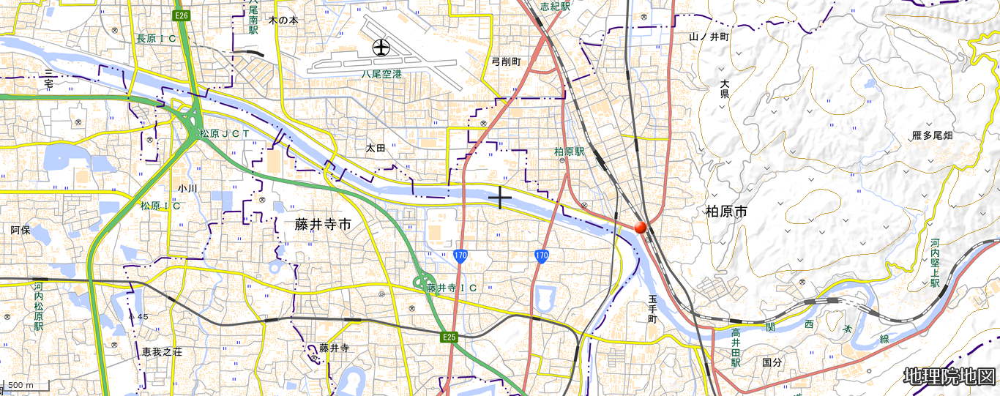 志紀駅
八尾南駅
E26
木の本
長原ＩＣ
山ノ井町
弓削町
八尾空港
三宅
大県
松原ＪＣＴ
雁多尾畑
太田
柏原駅
小川
松原ＩＣ
柏原市
藤井寺市
阿保
170
170
河内堅上駅
藤井寺ＩＣ
河内松原駅
玉手町
45
関西本線
E25
高井田駅
藤井寺
恵我之荘
国分
500 m
地理院地図